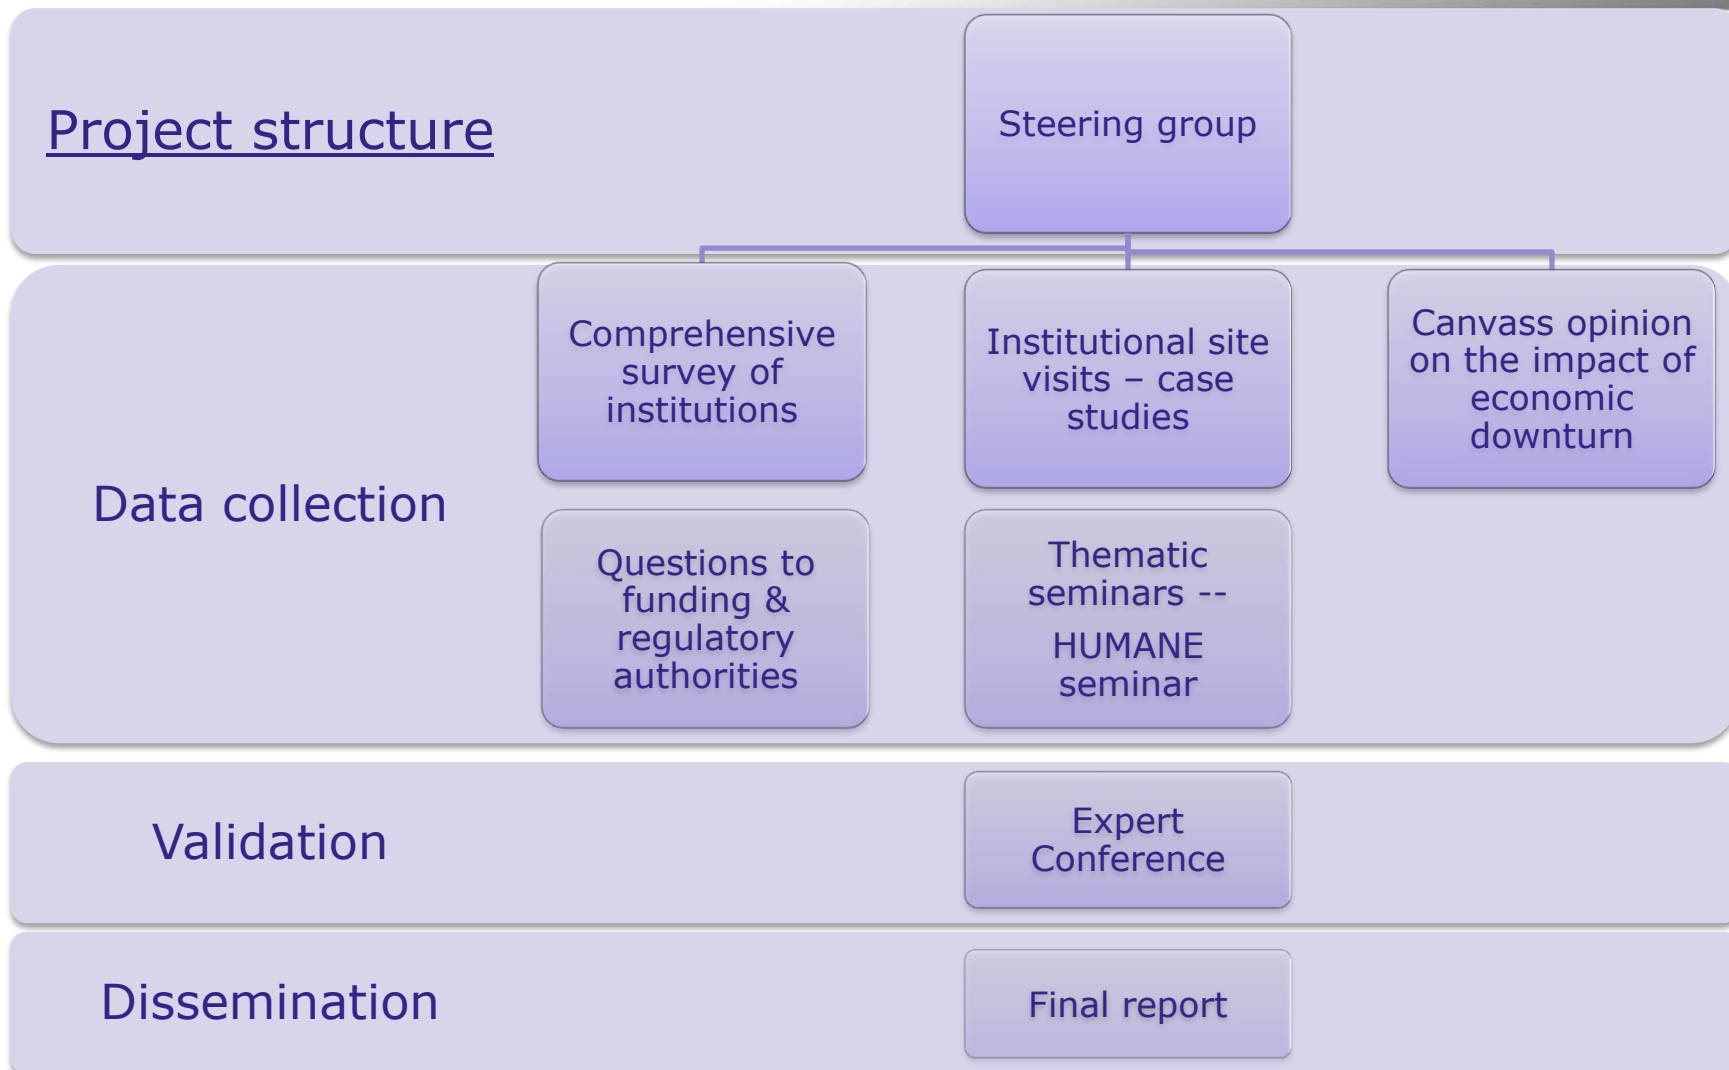 Project structure
Steering group
Data collection
Comprehensive
survey of
institutions
Institutional site
visits – case
studies
Canvass opinion
on the impact of
economic
downturn
Questions to
funding &
regulatory
authorities
Thematic
seminars --
HUMANE
seminar
Validation
Expert
Conference
Dissemination
Final report